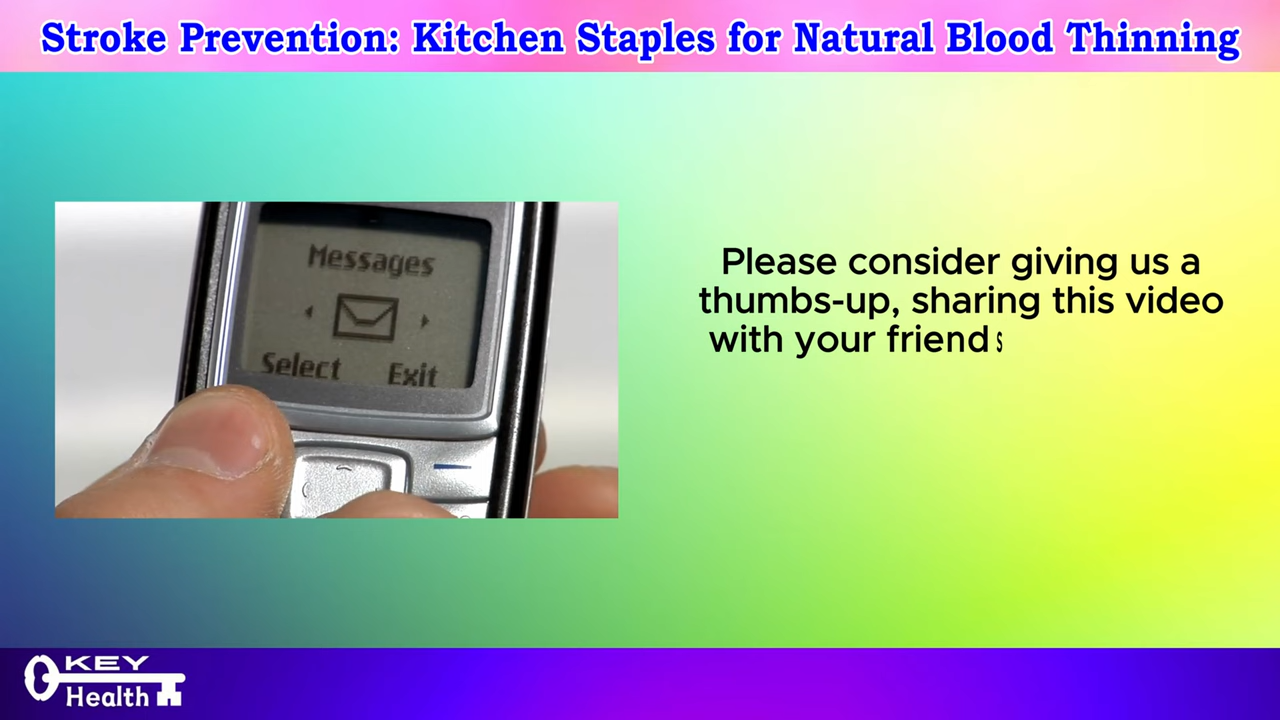 Stroke Prevention: Kitchen Staples for Natural Blood Thinning
Messages
Select Exit
Please consider giving us a
thumbs-up, sharing this video
with your friends
KEY
Health